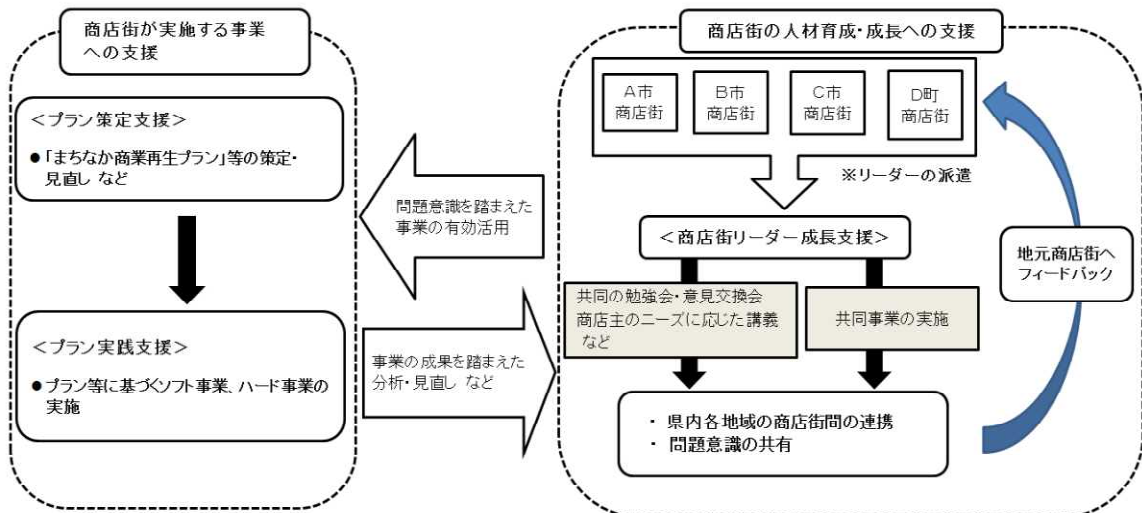 商店街が実施する事業
への支援
＜プラン策定支援＞
●「まちなか商業再生プラン」等の策定・
見直し など
＜プラン実践支援＞
●プラン等に基づくソフト事業、ハード事業の
実施
問題意識を踏まえた
事業の有効活用
事業の成果を踏まえた
分析・見直し など
商店街の人材育成・成長への支援
A市
商店街
B市
商店街
C市
商店街
D町
商店街
※リーダーの派遣
＜商店街リーダー成長支援＞
共同の勉強会・意見交換会
商店主のニーズに応じた講義
など
共同事業の実施
・ 県内各地域の商店街間の連携
・ 問題意識の共有
地元商店街へ
フィードバック